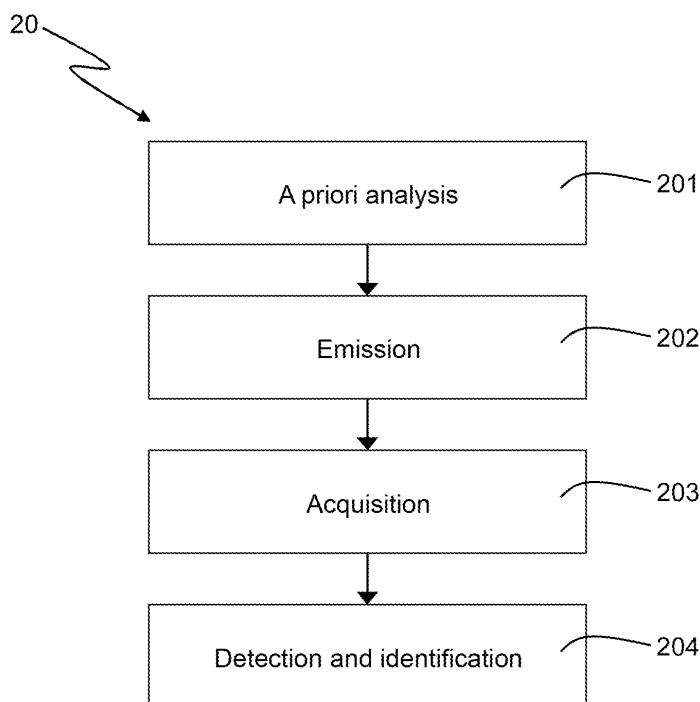 20
A priori analysis
201
Emission
202
Acquisition
203
Detection and identification
204